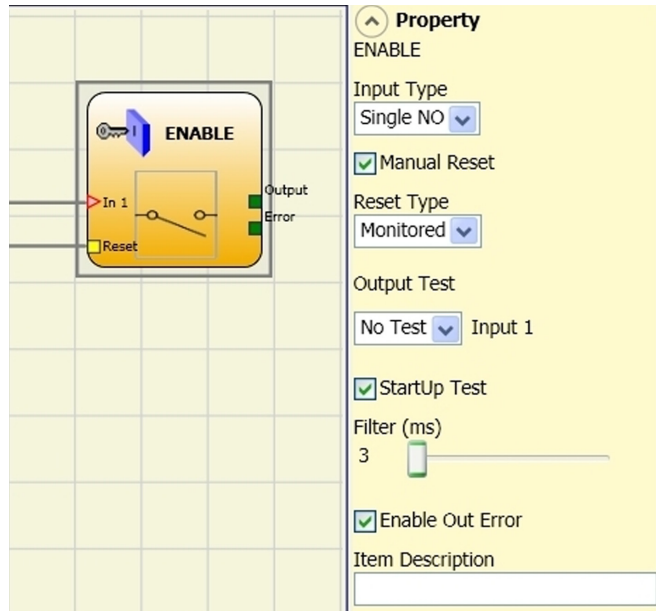 ENABLE
In 1
Reset
Output
Error
Property
ENABLE
Input Type
Single NO
Manual Reset
Reset Type
Monitored
Output Test
No Test Input 1
StartUp Test
Filter (ms)
3
Enable Out Error
Item Description